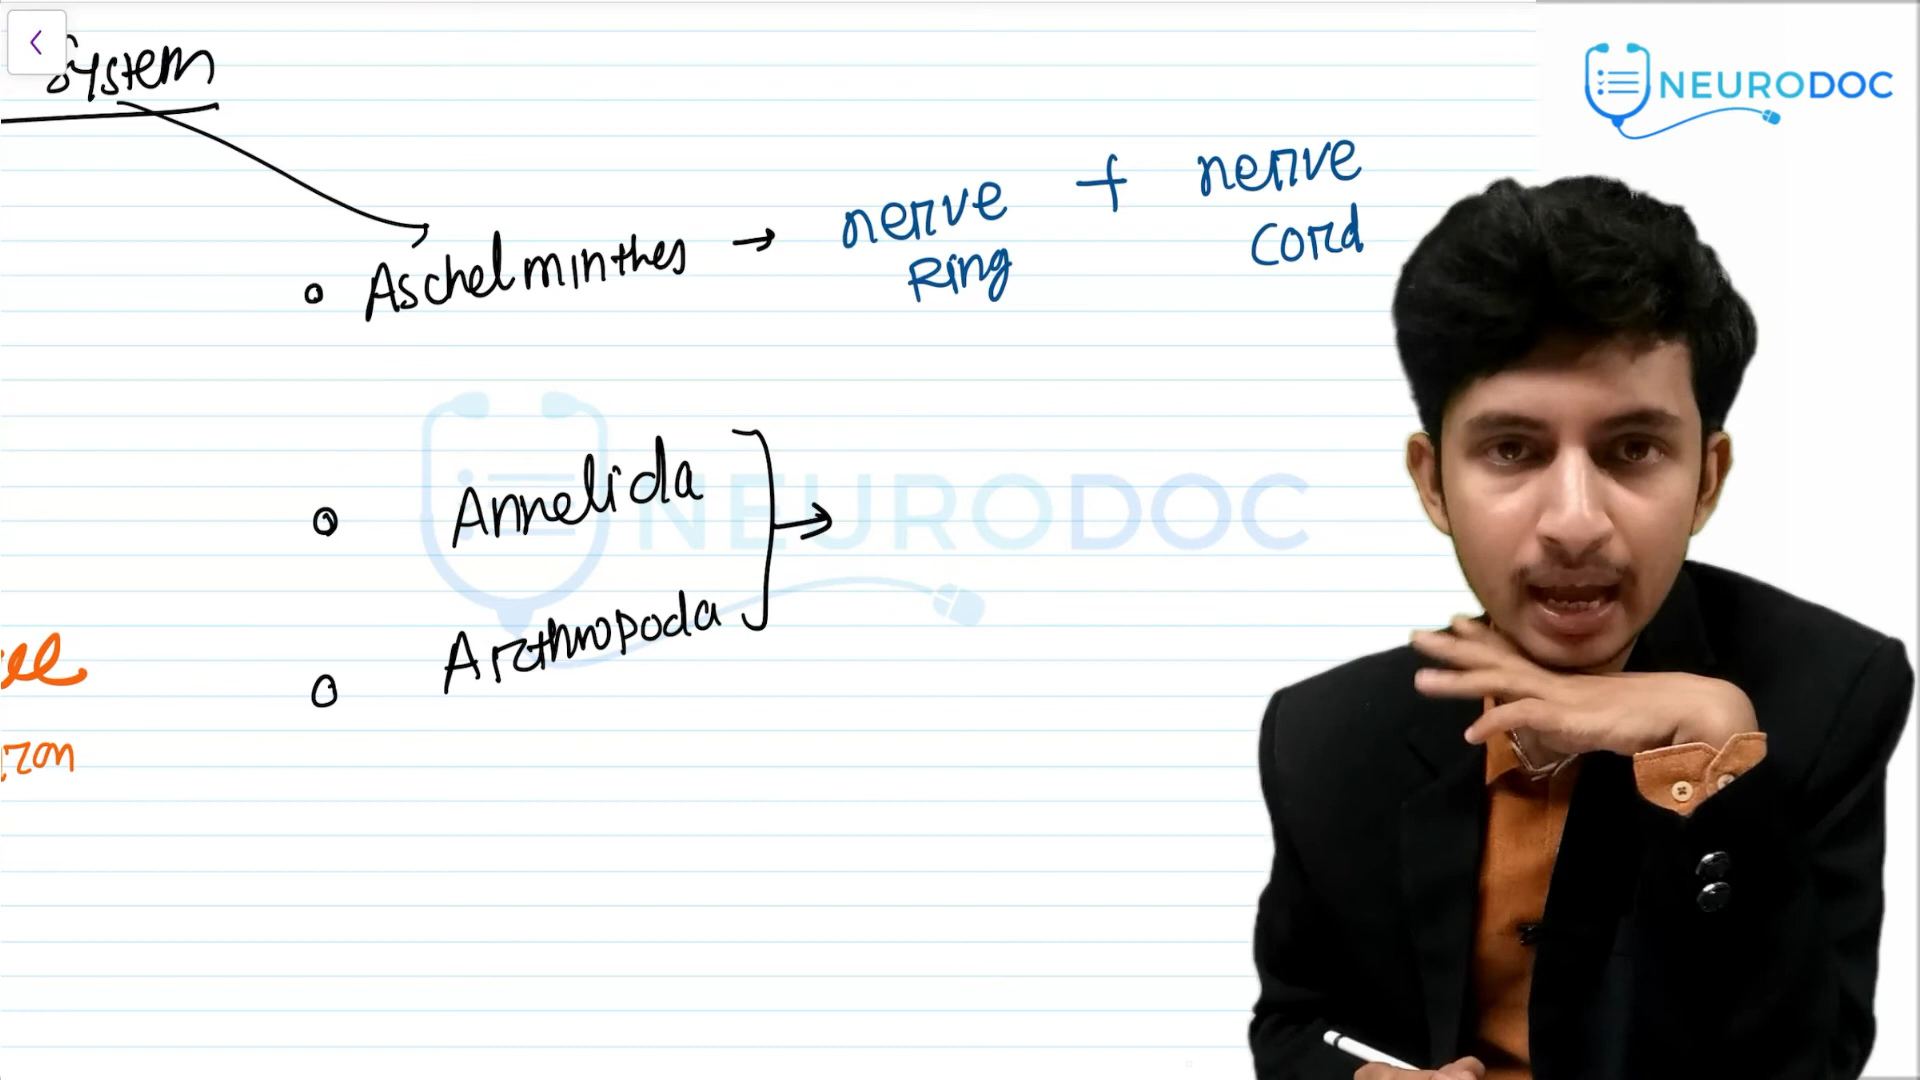 System
NEURODOC
Aschelminthes → nerve ring + nerve cord
Annelida
NEURODOC
Arthropoda